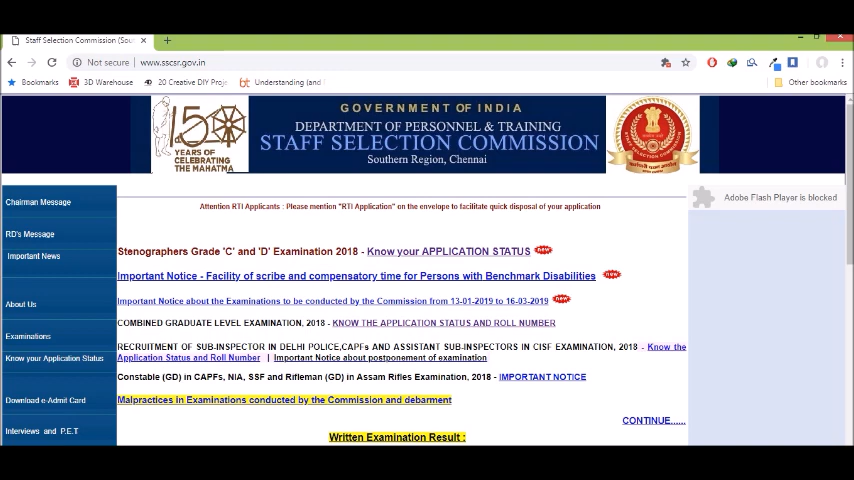 Staff Selection Commission (Sou
Not secure | www.sscsr.gov.in
Bookmarks 3D Warehouse 20 Creative DIY Proje Understanding (and Other bookmarks
150
YEARS OF
CELEBRATING
THE MAHATMA
GOVERNMENT OF INDIA
DEPARTMENT OF PERSONNEL & TRAINING
STAFF SELECTION COMMISSION
Southern Region, Chennai
Chairman Message
RD's Message
Important News
About Us
Examinations
Know your Application Status
Download e-Admit Card
Interviews and P.E.T
Attention RTI Applicants : Please mention "RTI Application" on the envelope to facilitate quick disposal of your application
Stenographers Grade 'C' and 'D' Examination 2018 - Know your APPLICATION STATUS new
Important Notice - Facility of scribe and compensatory time for Persons with Benchmark Disabilities new
Important Notice about the Examinations to be conducted by the Commission from 13-01-2019 to 16-03-2019 new
COMBINED GRADUATE LEVEL EXAMINATION, 2018 - KNOW THE APPLICATION STATUS AND ROLL NUMBER
RECRUITMENT OF SUB-INSPECTOR IN DELHI POLICE,CAPFs AND ASSISTANT SUB-INSPECTORS IN CISF EXAMINATION, 2018 - Know the
Application Status and Roll Number | Important Notice about postponement of examination
Constable (GD) in CAPFs, NIA, SSF and Rifleman (GD) in Assam Rifles Examination, 2018 - IMPORTANT NOTICE
Malpractices in Examinations conducted by the Commission and debarment
CONTINUE......
Written Examination Result :
Adobe Flash Player is blocked